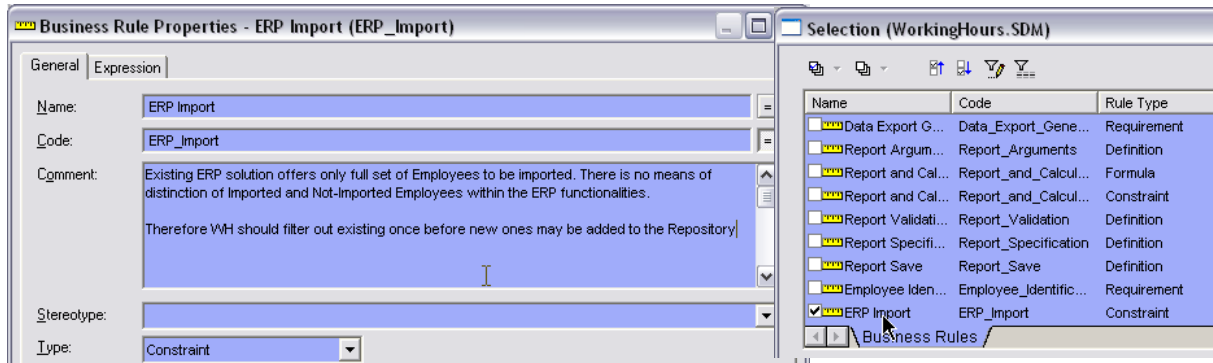 Business Rule Properties - ERP Import (ERP_Import)
General
Expression
Name:
ERP Import
=
Code:
ERP_Import
=
Comment:
Existing ERP solution offers only full set of Employees to be imported. There is no means of
distinction of Imported and Not-Imported Employees within the ERP functionalities.
Therefore WH should filter out existing once before new ones may be added to the Repository
Stereotype:
Type:
Constraint
Selection (WorkingHours.SDM)
Name Code Rule Type
Data Export G... Data_Export_Gene... Requirement
Report Argum... Report_Arguments Definition
Report and Cal... Report_and_Calcul... Formula
Report and Cal... Report_and_Calcul... Constraint
Report Validati... Report_Validation Definition
Report Specifi... Report_Specification Definition
Report Save Report_Save Definition
Employee Iden... Employee_Identific... Requirement
ERP Import ERP_Import Constraint
Business Rules